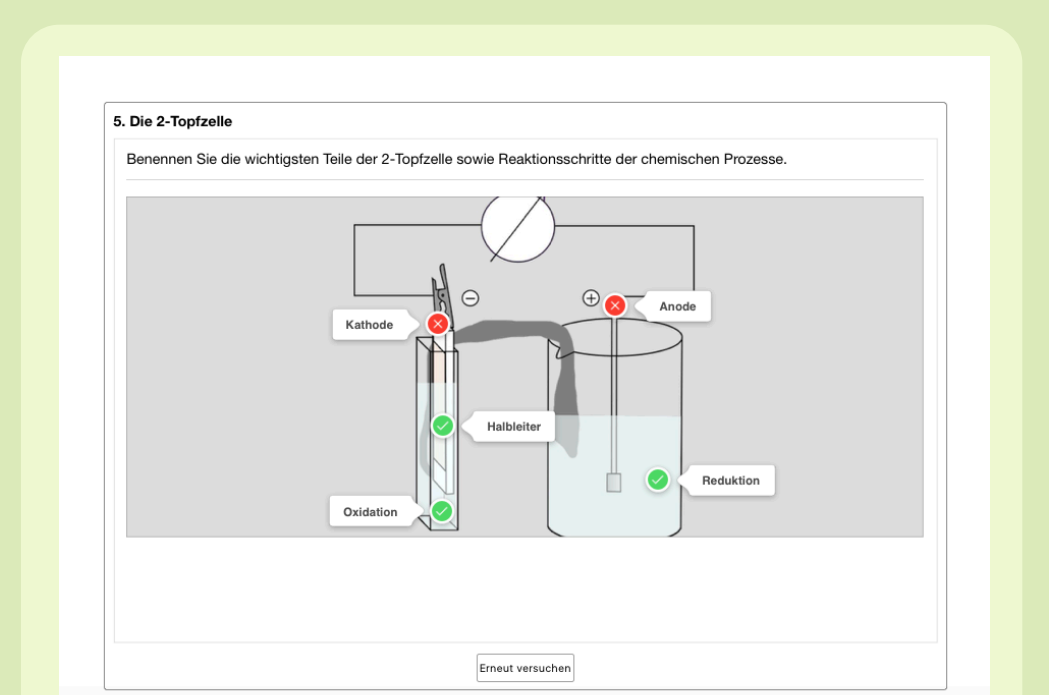 5. Die 2-Topfzelle
Benennen Sie die wichtigsten Teile der 2-Topfzelle sowie Reaktionsschritte der chemischen Prozesse.
Anode
Kathode
Halbleiter
Reduktion
Oxidation
Erneut versuchen